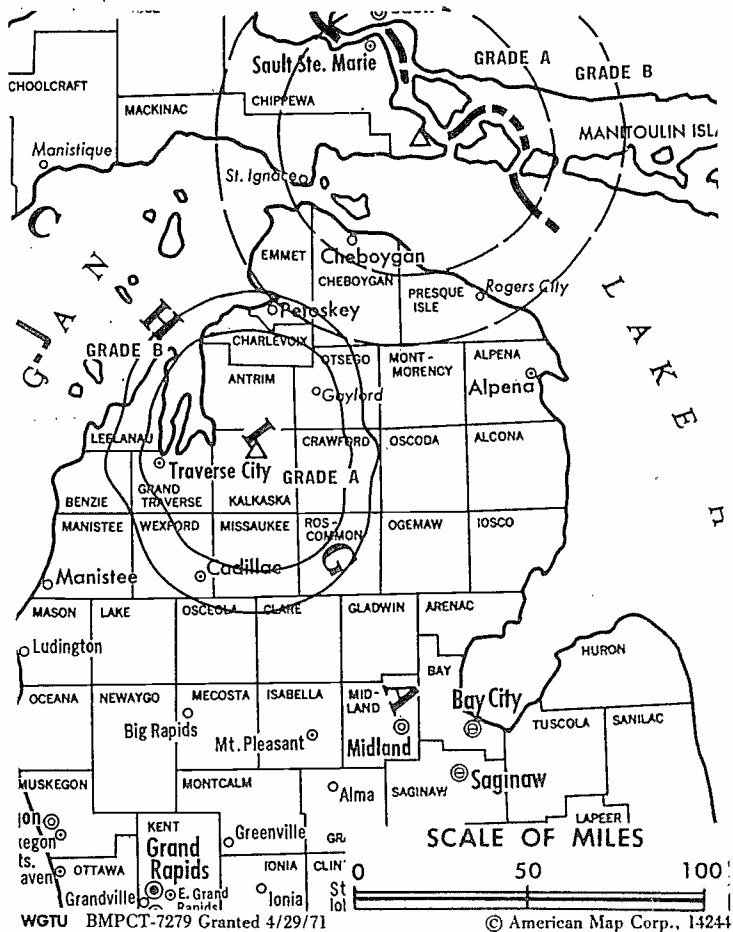 GRADE A
GRADE B
Sault Ste. Marie
CHOOLCRAFT
MACKINAC
CHIPPEWA
MANITOULIN ISL
Manistique
St. Ignace
C
EMMET
Cheboygan
CHEBOYGAN
PRESQUE
ISLE
Rogers City
L A K E
G-J A N H
Petoskey
GRADE B
CHARLEVOIX
OTSEGO
MONT-
MORENCY
ALPENA
Alpena
ANTRIM
Gaylord
I
LEELANAU
CRAWFORD
OSCODA
ALCONA
Traverse City
GRADE A
BENZIE
GRAND
TRAVERSE
KALKASKA
MANISTEE
WEXFORD
MISSAUKEE
ROS-
COMMON
OGEMAW
IOSCO
G
Manistee
Cadillac
MASON
LAKE
OSCEOLA
CLARE
GLADWIN
ARENAC
Ludington
HURON
BAY
OCEANA
NEWAYGO
MECOSTA
ISABELLA
MID-
LAND
A
Bay City
Big Rapids
Mt. Pleasant
Midland
TUSCOLA
SANILAC
MUSKEGON
MONTCALM
Alma
SAGINAW
Saginaw
LAPEER
KENT
Grand
Rapids
Greenville
GRA
SCALE OF MILES
OTTAWA
IONIA
CLIN
0 50 100
Grandville
E. Grand
Rapids
Ionia
WGTU BMPCT-7279 Granted 4/29/71
© American Map Corp., 14244